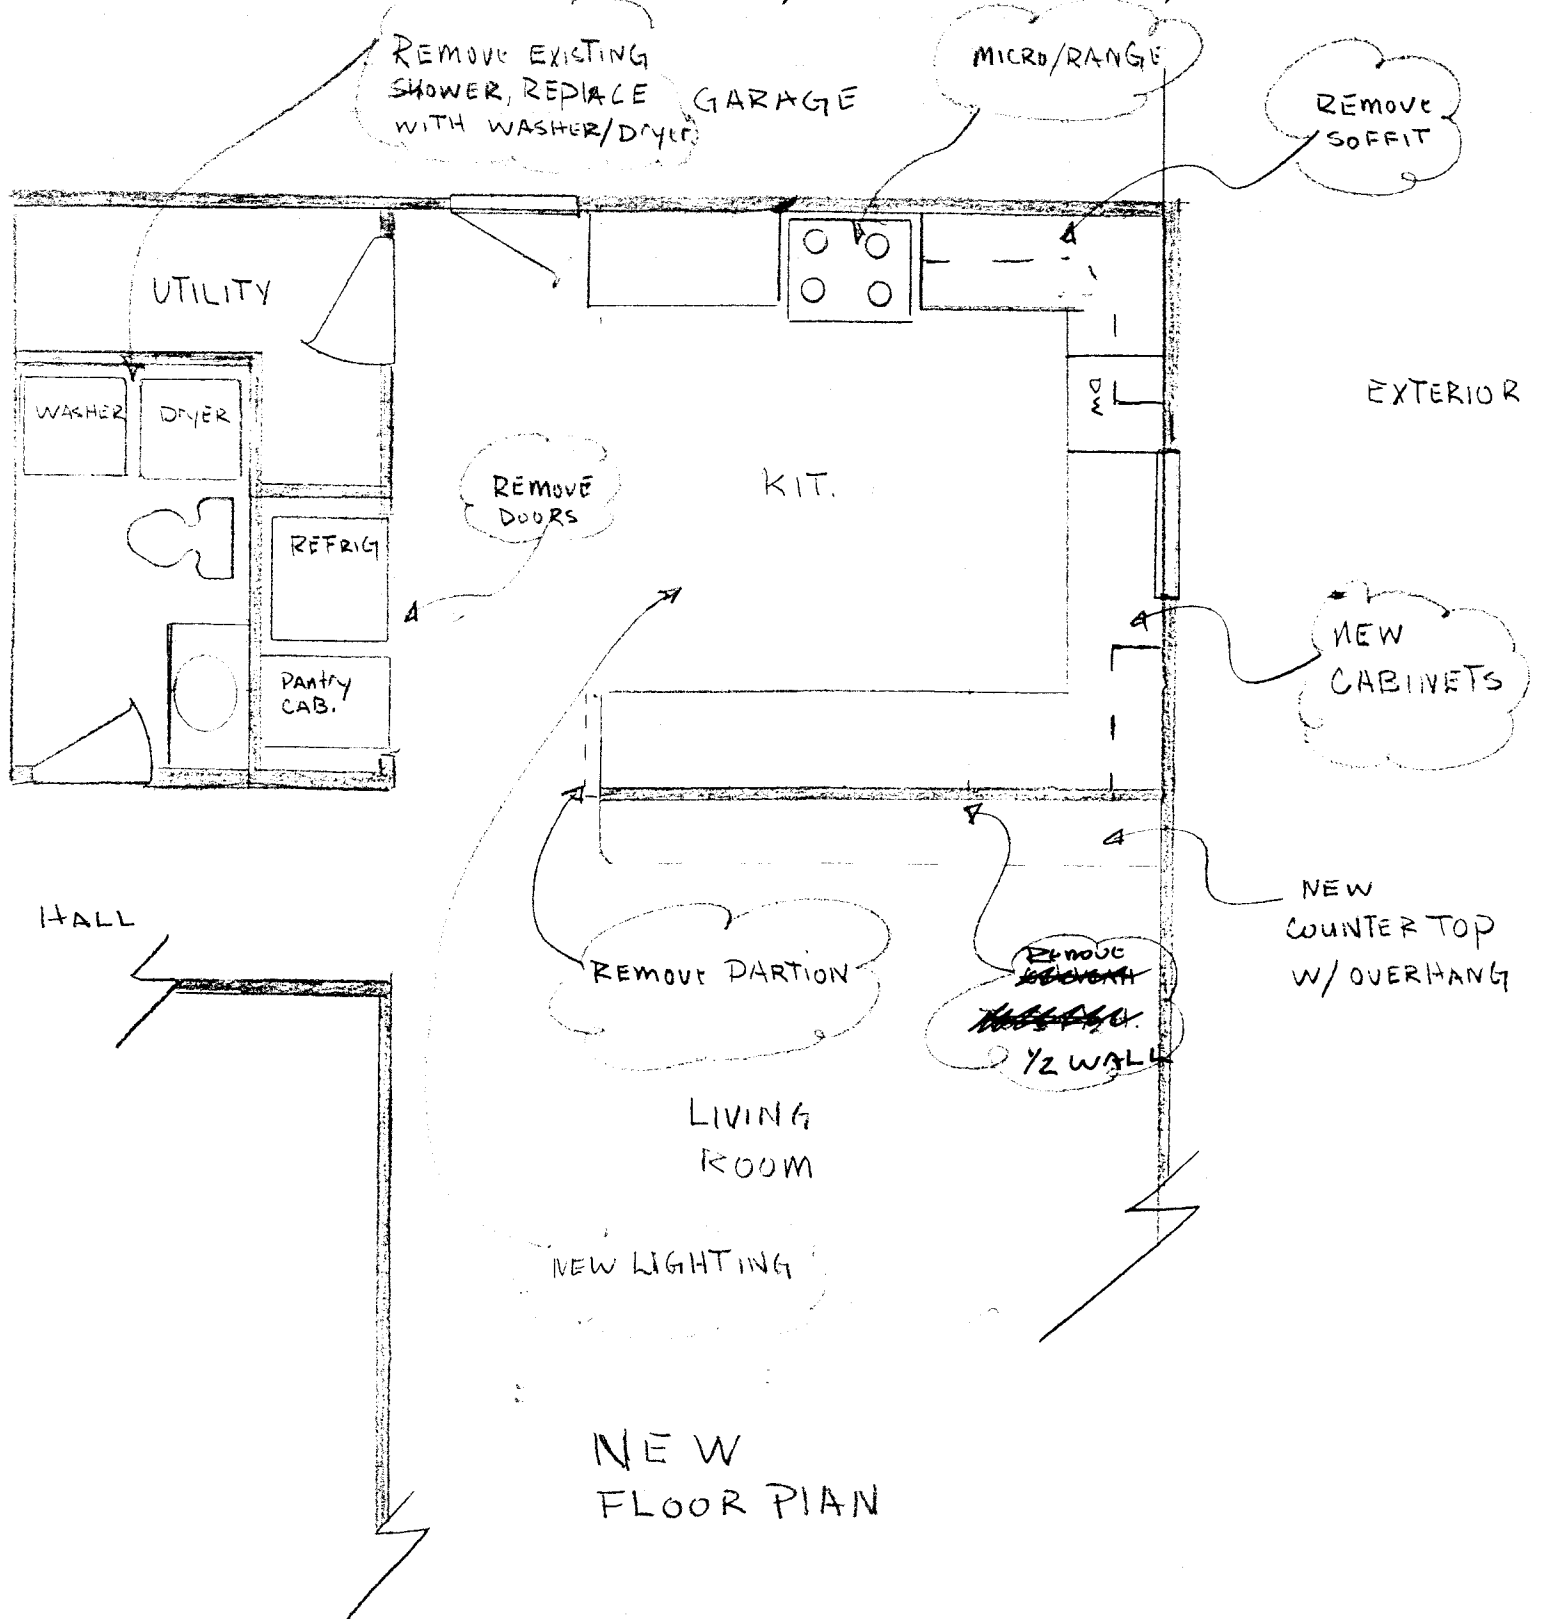 REMOVE EXISTING
SHOWER, REPLACE
WITH WASHER/DRYER
GARAGE
MICRO/RANGE
REMOVE
SOFFIT
UTILITY
WASHER
DRYER
DW
EXTERIOR
REMOVE
DOORS
KIT.
REFRIG
PANTRY
CAB.
NEW
CABINETS
HALL
NEW
COUNTER TOP
W/ OVERHANG
REMOVE PARTION
REMOVE
1/2 WALL
LIVING
ROOM
NEW LIGHTING
NEW
FLOOR PLAN